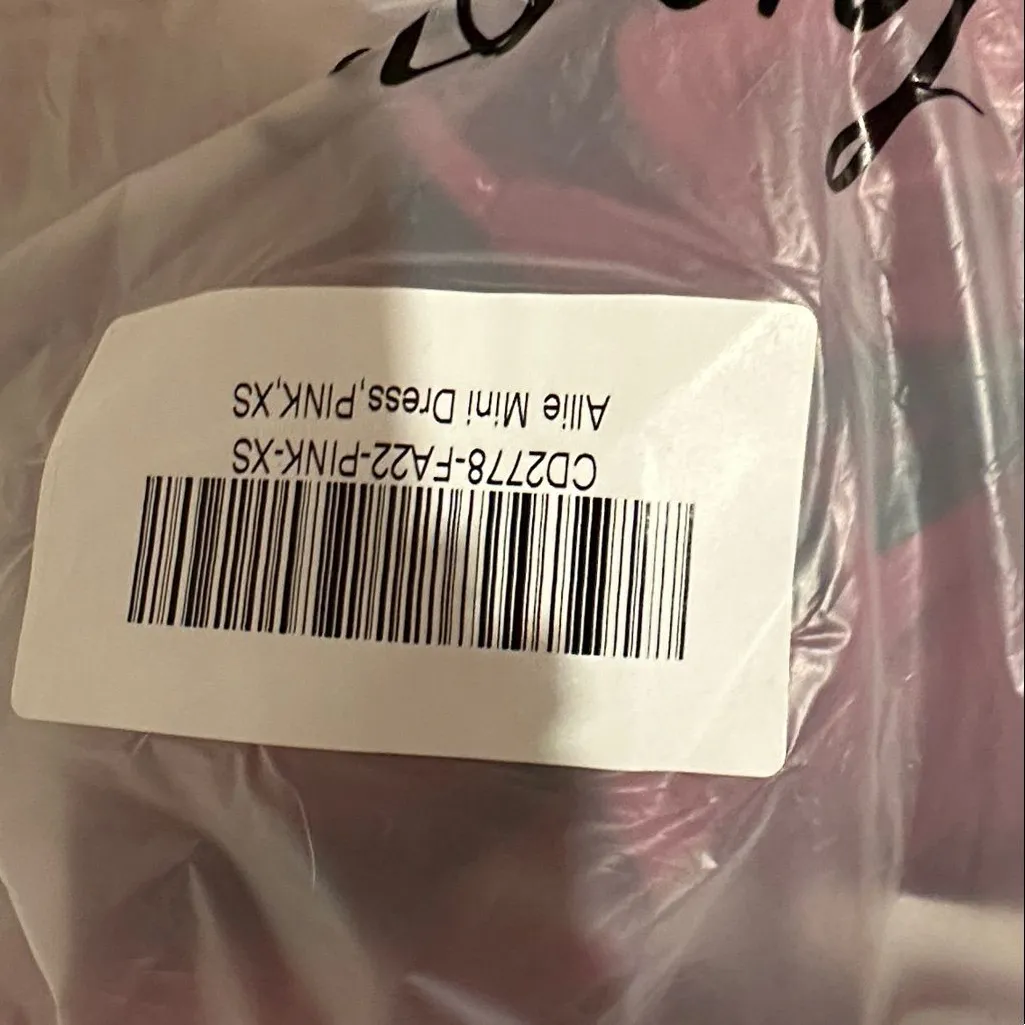 CD2778-FA22-PINK-XS
Allie Mini Dress,PINK,XS